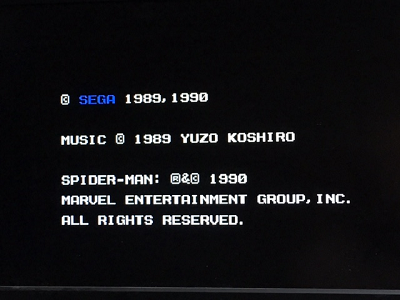 © SEGA 1989,1990
MUSIC © 1989 YUZO KOSHIRO
SPIDER-MAN: ®&© 1990
MARVEL ENTERTAINMENT GROUP,INC.
ALL RIGHTS RESERVED.